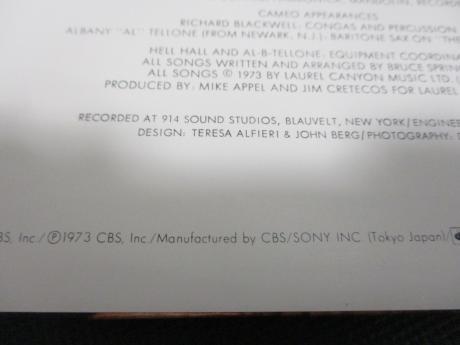 CAMEO APPEARANCES
RICHARD BLACKWELL: CONGAS AND PERCUSSION
ALBANY "AL" TELLONE (FROM NEWARK, N.J.): BARITONE SAX ON "THE
HELL HALL AND AL-B-TELLONE: EQUIPMENT COORDINA
ALL SONGS WRITTEN AND ARRANGED BY BRUCE SPRIN
ALL SONGS © 1973 BY LAUREL CANYON MUSIC LTD. (
PRODUCED BY: MIKE APPEL AND JIM CRETECOS FOR LAUREL
RECORDED AT 914 SOUND STUDIOS, BLAUVELT, NEW YORK/ENGINEE
DESIGN: TERESA ALFIERI & JOHN BERG/PHOTOGRAPHY: D
BS, Inc./Ⓟ1973 CBS, Inc./Manufactured by CBS/SONY INC (Tokyo Japan)/